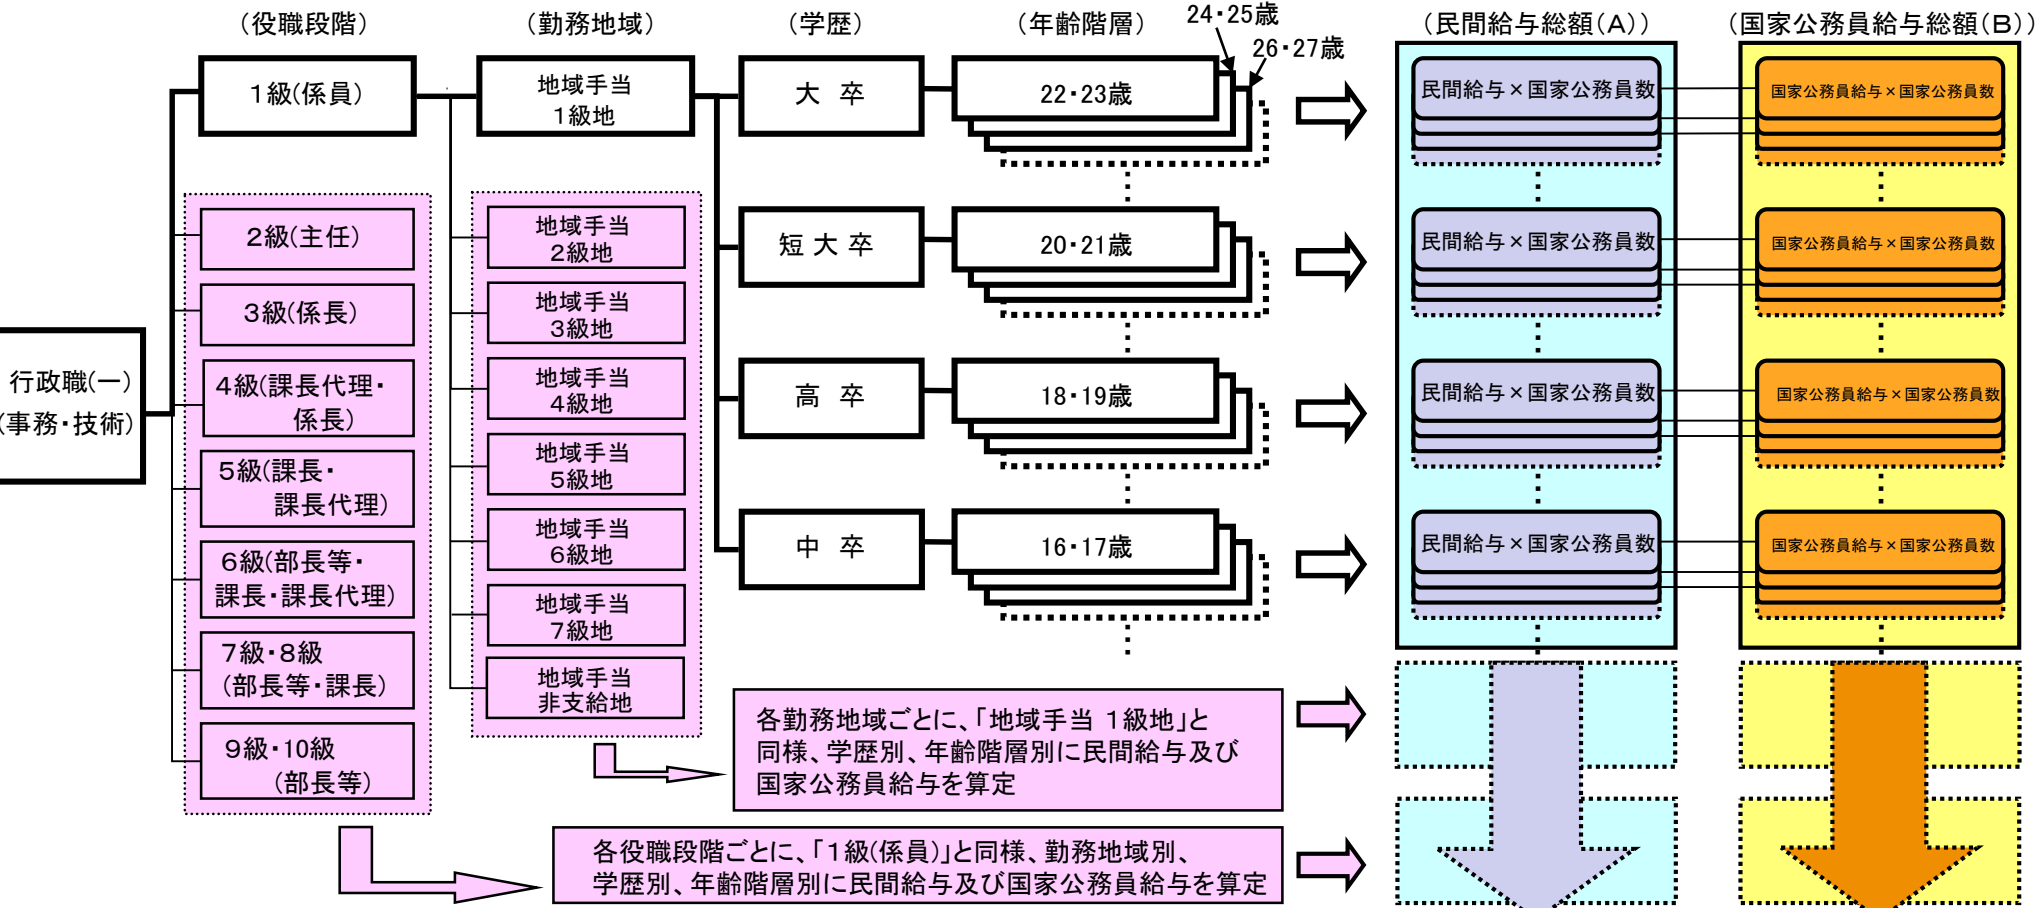 (役職段階)
(勤務地域)
(学歴)
(年齢階層)
24・25歳
26・27歳
(民間給与総額(A))
(国家公務員給与総額(B))
行政職(一)
(事務・技術)
1級(係員)
2級(主任)
3級(係長)
4級(課長代理・
係長)
5級(課長・
課長代理)
6級(部長等・
課長・課長代理)
7級・8級
(部長等・課長)
9級・10級
(部長等)
地域手当
1級地
地域手当
2級地
地域手当
3級地
地域手当
4級地
地域手当
5級地
地域手当
6級地
地域手当
7級地
地域手当
非支給地
大 卒
22・23歳
民間給与×国家公務員数
国家公務員給与×国家公務員数
短 大 卒
20・21歳
民間給与×国家公務員数
国家公務員給与×国家公務員数
高 卒
18・19歳
民間給与×国家公務員数
国家公務員給与×国家公務員数
中 卒
16・17歳
民間給与×国家公務員数
国家公務員給与×国家公務員数
各勤務地域ごとに、「地域手当 1級地」と
同様、学歴別、年齢階層別に民間給与及び
国家公務員給与を算定
各役職段階ごとに、「1級(係員)」と同様、勤務地域別、
学歴別、年齢階層別に民間給与及び国家公務員給与を算定